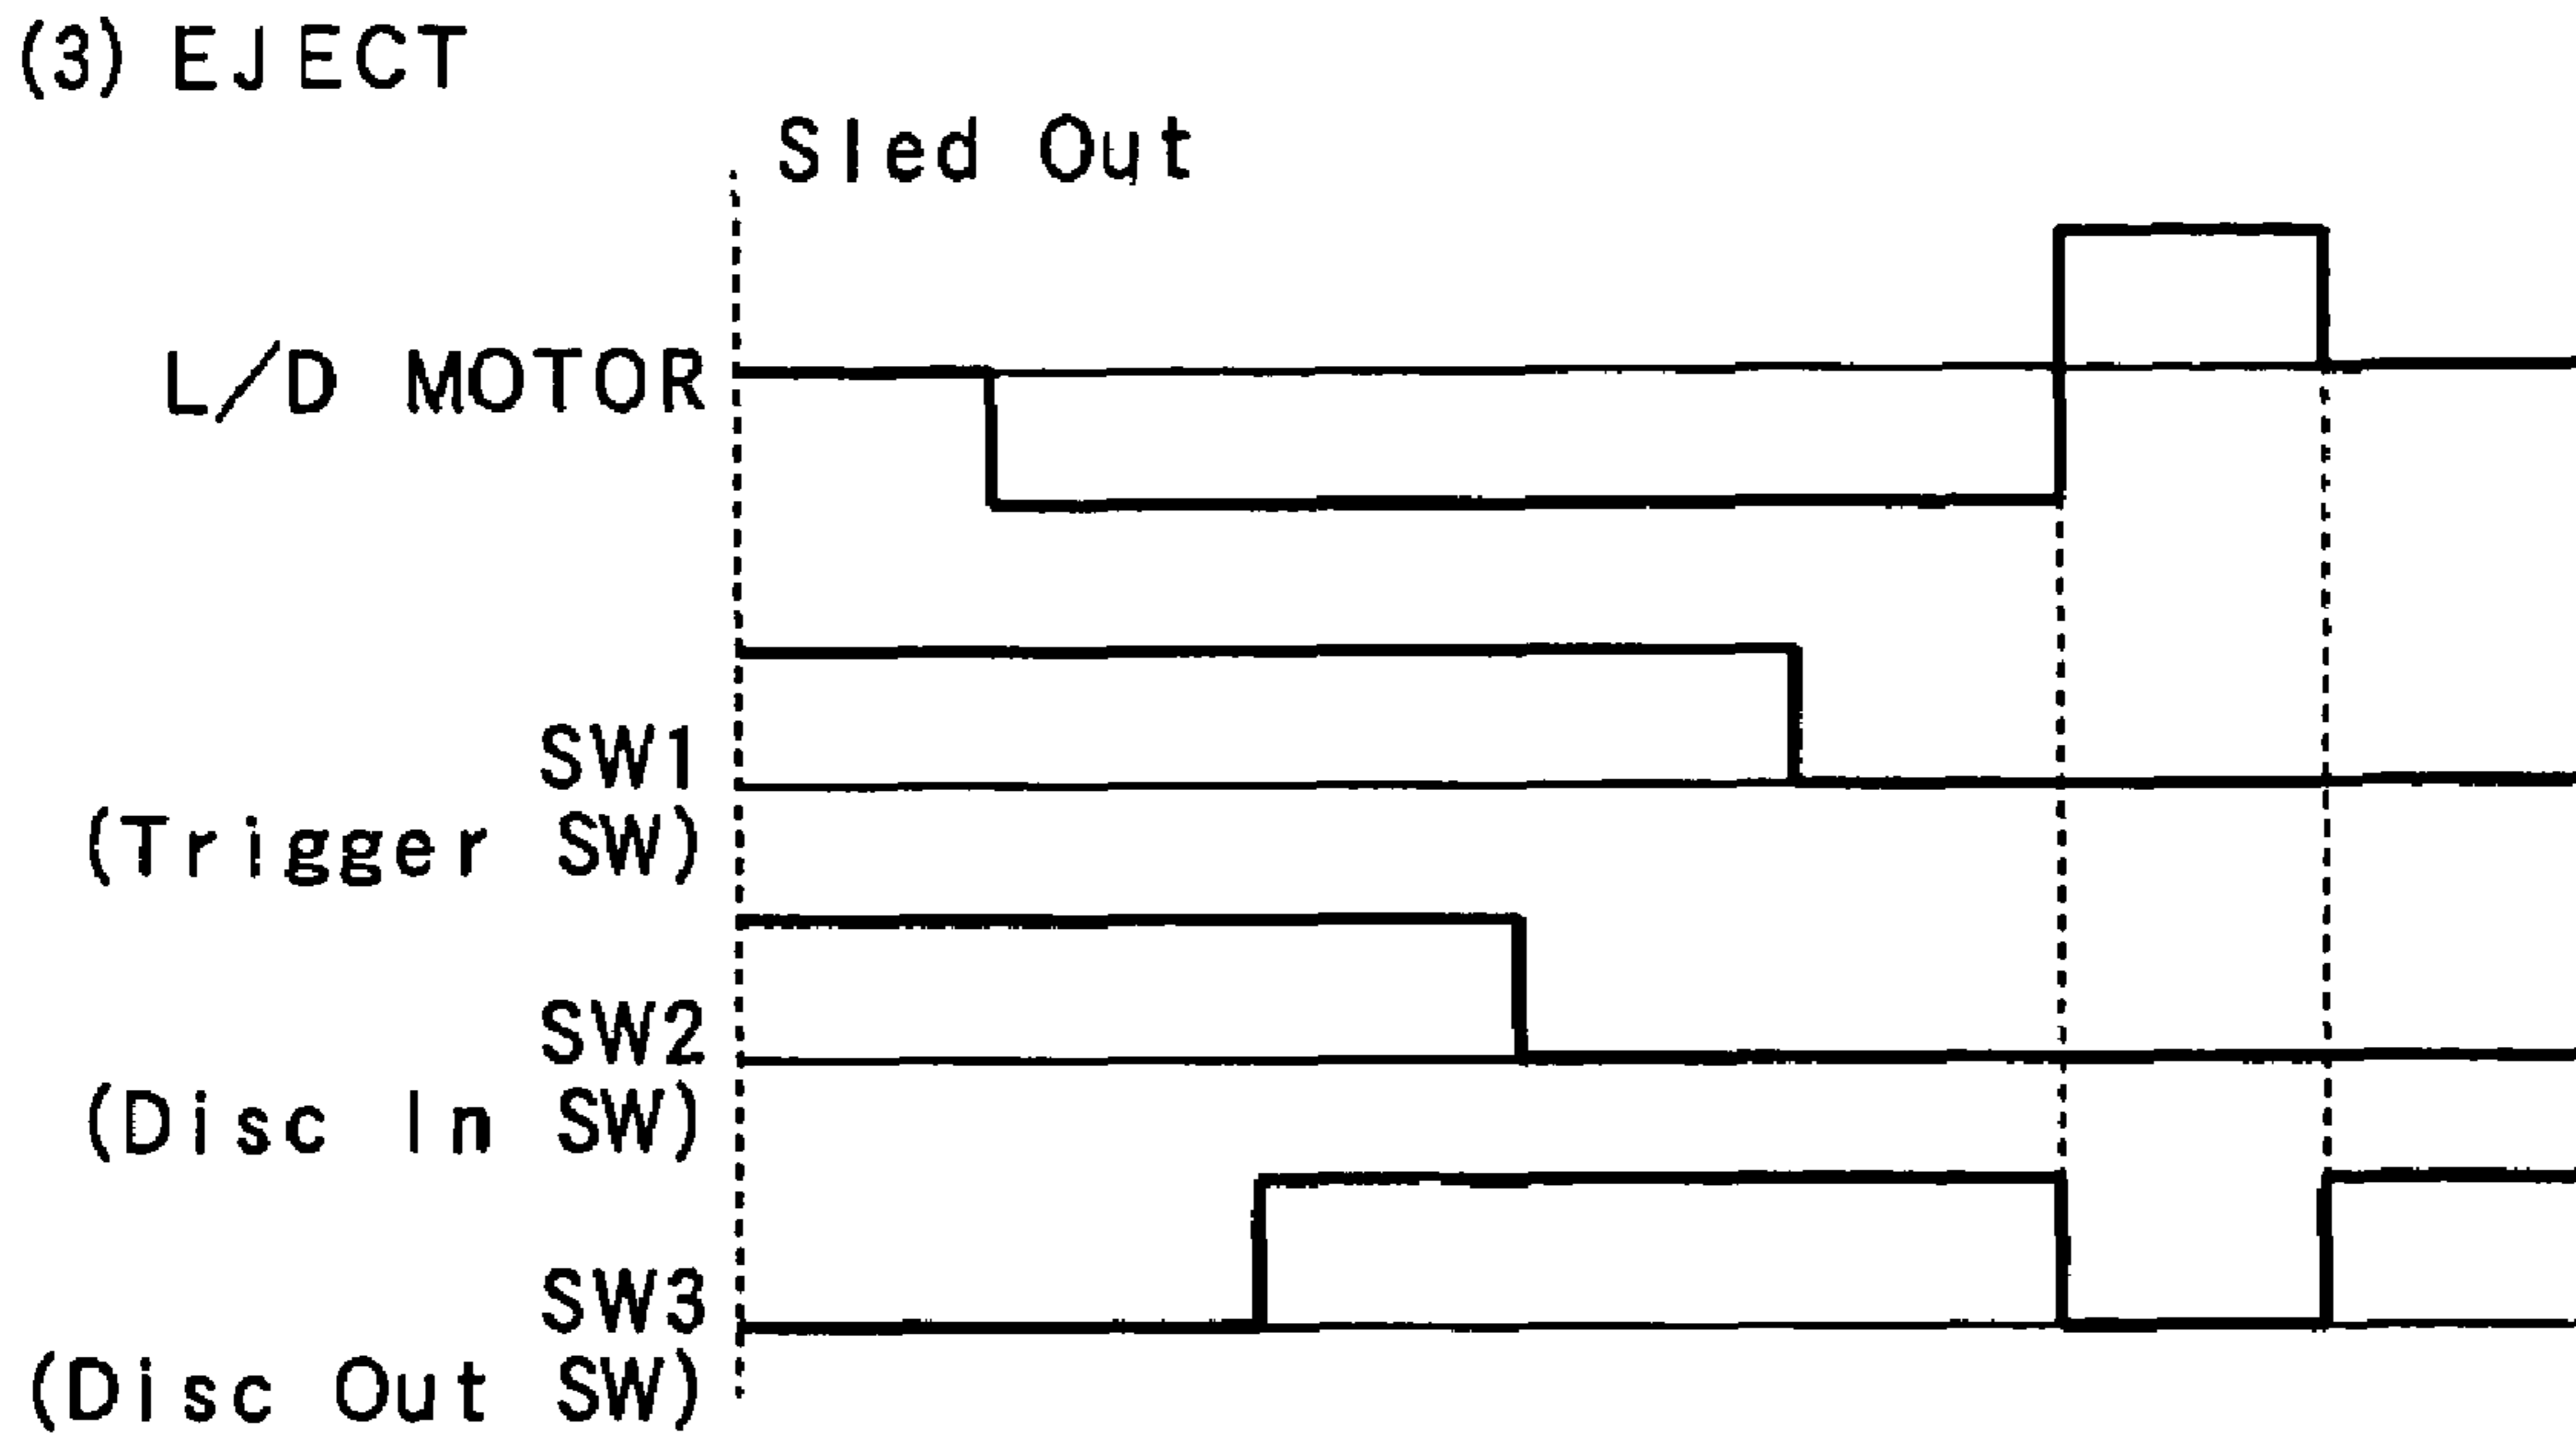 (3) EJECT
Sled Out
L/D MOTOR
SW1
(Trigger SW)
SW2
(Disc In SW)
SW3
(Disc Out SW)